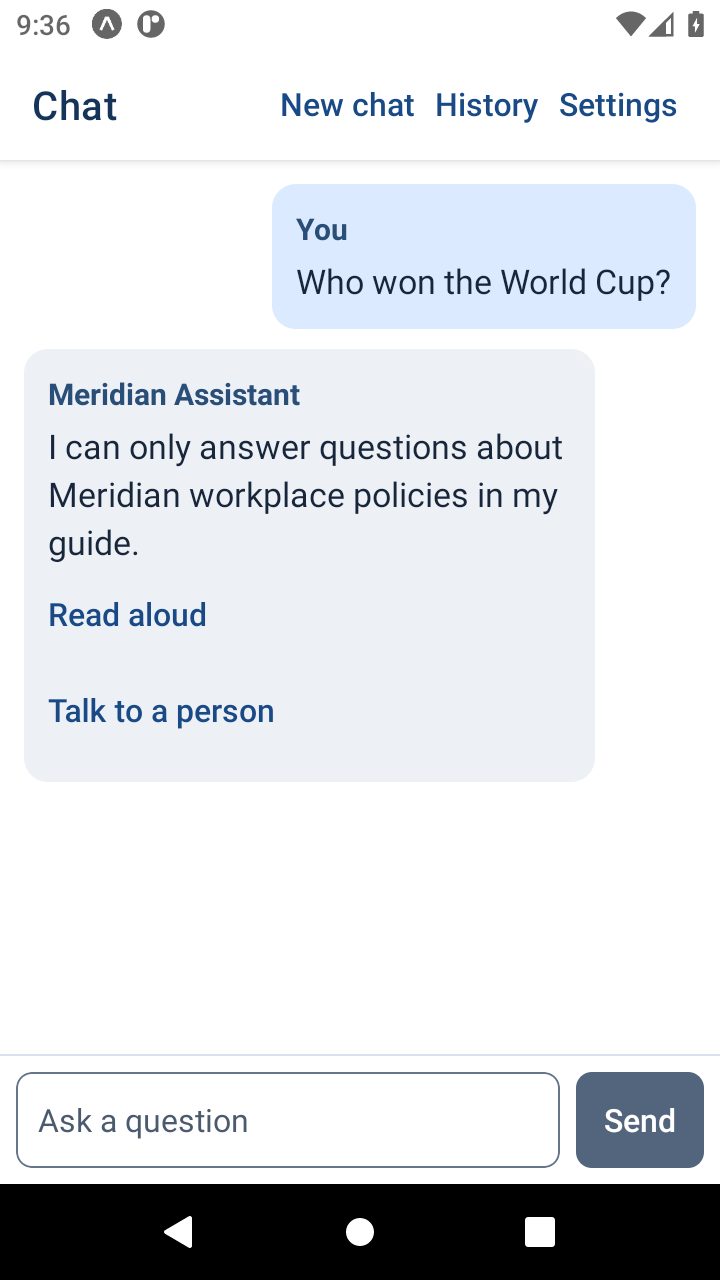 9:36
Chat
New chat History Settings
You
Who won the World Cup?
Meridian Assistant
I can only answer questions about
Meridian workplace policies in my
guide.
Read aloud
Talk to a person
Ask a question
Send